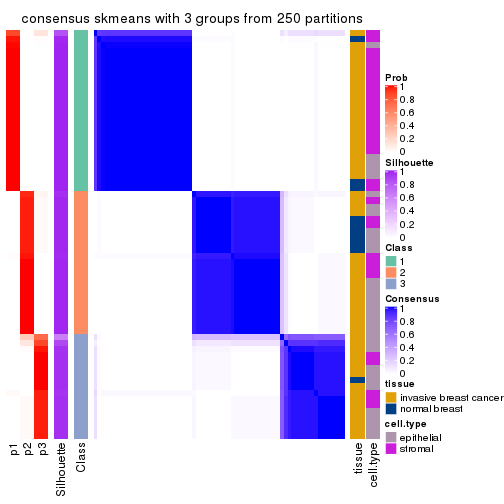 consensus skmeans with 3 groups from 250 partitions
p1
p2
p3
Silhouette
Class
tissue
cell.type
Prob
1
0.8
0.6
0.4
0.2
0
Silhouette
1
0.8
0.6
0.4
0.2
0
Class
1
2
3
Consensus
1
0.8
0.6
0.4
0.2
0
tissue
invasive breast cancer
normal breast
cell.type
epithelial
stromal